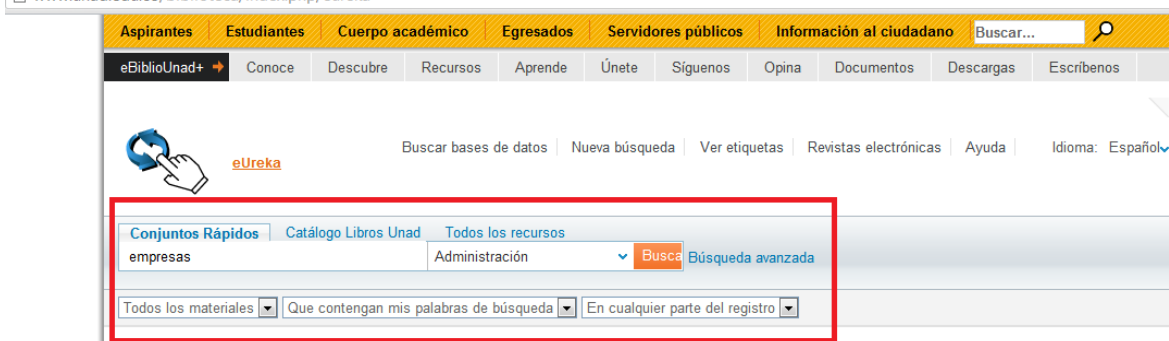 Aspirantes Estudiantes Cuerpo académico Egresados Servidores públicos Información al ciudadano Buscar...
eBiblioUnad+ Conoce Descubre Recursos Aprende Únete Síguenos Opina Documentos Descargas Escríbenos
eUreka Buscar bases de datos Nueva búsqueda Ver etiquetas Revistas electrónicas Ayuda Idioma: Español
Conjuntos Rápidos Catálogo Libros Unad Todos los recursos
empresas Administración Busca Búsqueda avanzada
Todos los materiales Que contengan mis palabras de búsqueda En cualquier parte del registro